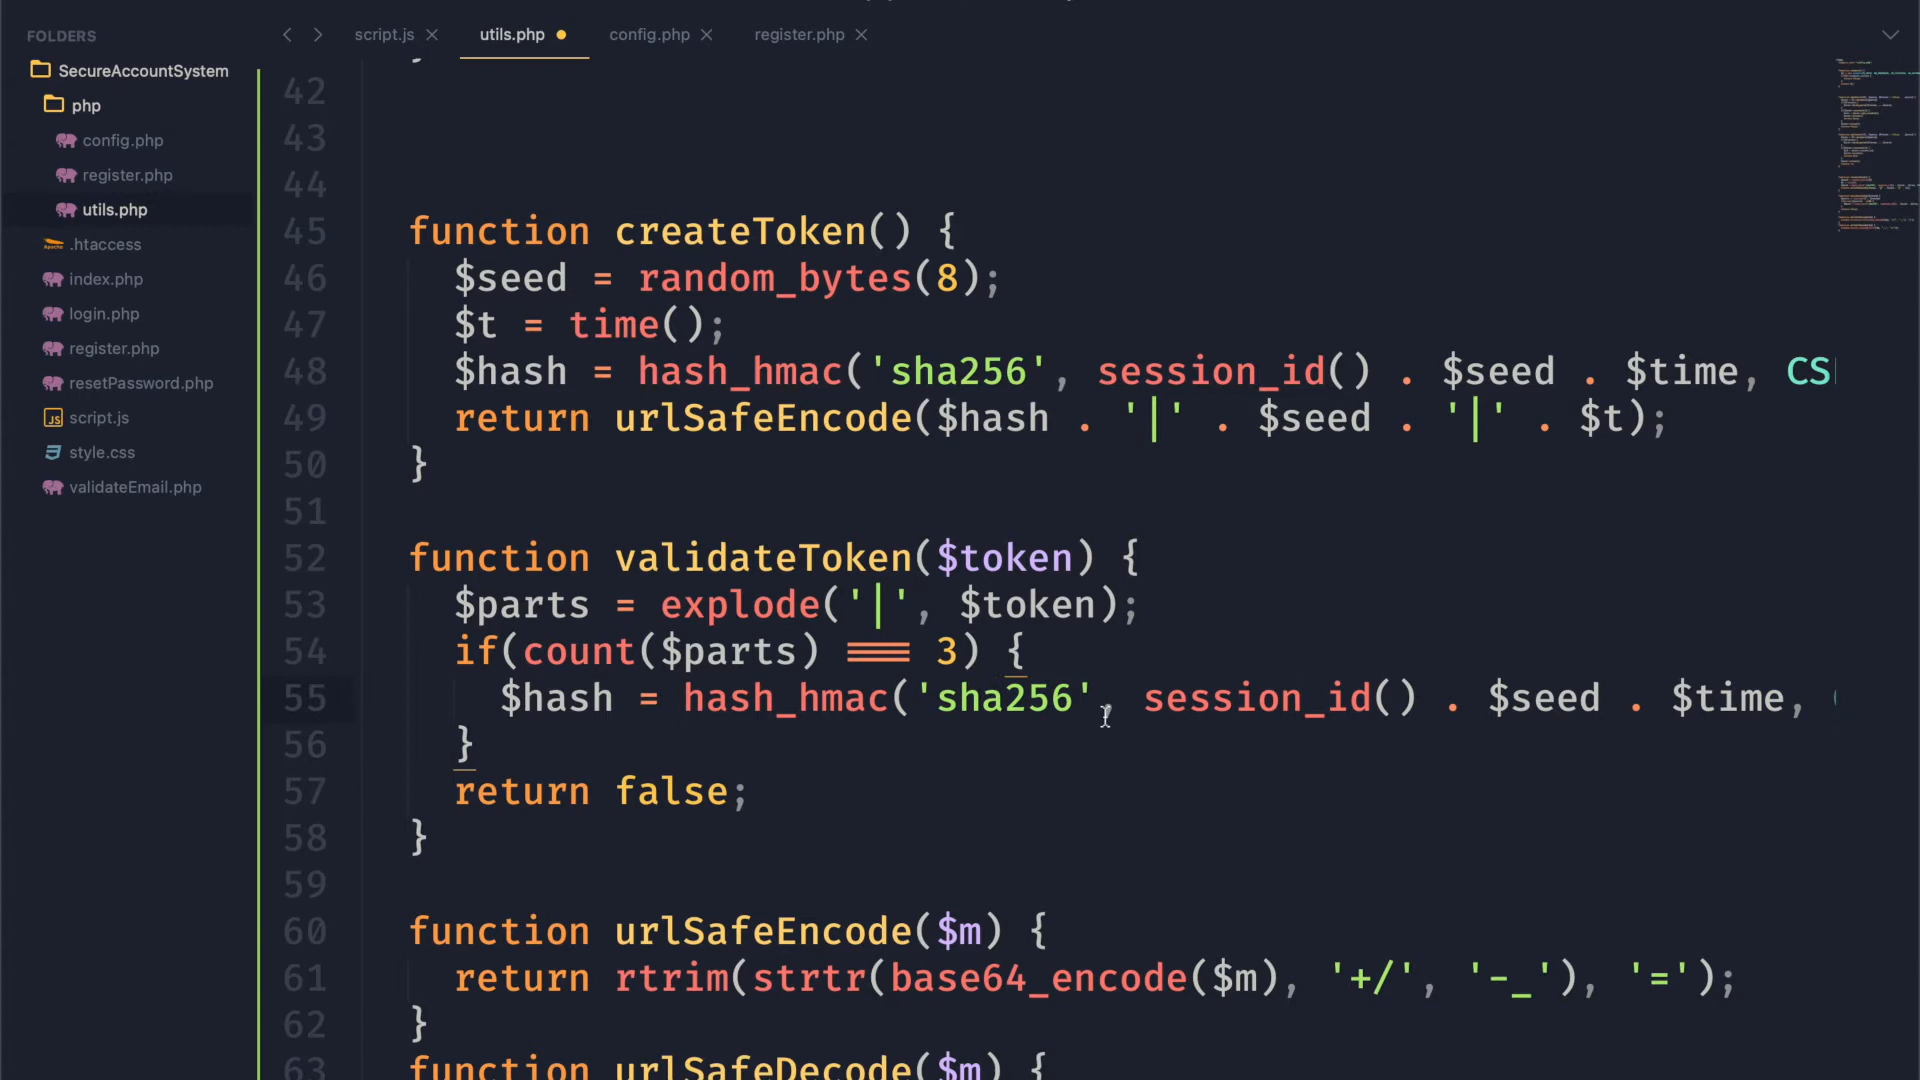 FOLDERS
SecureAccountSystem
php
config.php
register.php
utils.php
.htaccess
index.php
login.php
register.php
resetPassword.php
script.js
style.css
validateEmail.php
script.js utils.php config.php register.php
42
43
44
45 function createToken() {
46 $seed = random_bytes(8);
47 $t = time();
48 $hash = hash_hmac('sha256', session_id() . $seed . $time, CS
49 return urlSafeEncode($hash . '|' . $seed . '|' . $t);
50 }
51
52 function validateToken($token) {
53 $parts = explode('|', $token);
54 if(count($parts) === 3) {
55 $hash = hash_hmac('sha256', session_id() . $seed . $time,
56 }
57 return false;
58 }
59
60 function urlSafeEncode($m) {
61 return rtrim(strtr(base64_encode($m), '+/', '-_'), '=');
62 }
63 function urlSafeDecode($m) {